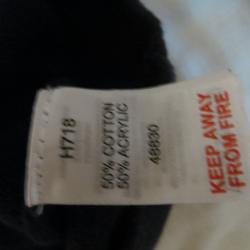 H718
50% COTTON
50% ACRYLIC
48830
KEEP AWAY
FROM FIRE